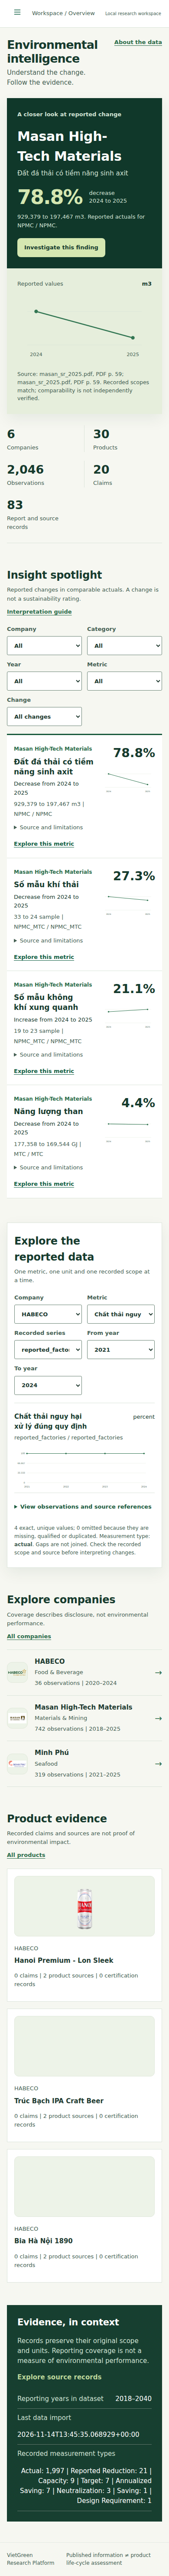 ☰ Workspace / Overview Local research workspace
Environmental
intelligence
About the data
Understand the change.
Follow the evidence.
A closer look at reported change
Masan High-
Tech Materials
Đất đá thải có tiềm năng sinh axit
78.8% decrease
2024 to 2025
929,379 to 197,467 m3. Reported actuals for
NPMC / NPMC.
Investigate this finding
Reported values m3
2024 2025
Source: masan_sr_2025.pdf, PDF p. 59;
masan_sr_2025.pdf, PDF p. 59. Recorded scopes
match; comparability is not independently
verified.
6
Companies
30
Products
2,046
Observations
20
Claims
83
Report and source
records
Insight spotlight
Reported changes in comparable actuals. A change is
not a sustainability rating.
Interpretation guide
Company Category
All All
Year Metric
All All
Change
All changes
Masan High-Tech Materials
Đất đá thải có tiềm
năng sinh axit
78.8%
Decrease from 2024 to
2025
929,379 to 197,467 m3 |
NPMC / NPMC
▶ Source and limitations
Explore this metric
Masan High-Tech Materials
Số mẫu khí thải
27.3%
Decrease from 2024 to
2025
33 to 24 sample |
NPMC_MTC / NPMC_MTC
▶ Source and limitations
Explore this metric
Masan High-Tech Materials
Số mẫu không
khí xung quanh
21.1%
Increase from 2024 to 2025
19 to 23 sample |
NPMC_MTC / NPMC_MTC
▶ Source and limitations
Explore this metric
Masan High-Tech Materials
Năng lượng than
4.4%
Decrease from 2024 to
2025
177,358 to 169,544 GJ |
MTC / MTC
▶ Source and limitations
Explore this metric
Explore the
reported data
One metric, one unit and one recorded scope at
a time.
Company Metric
HABECO Chất thải nguy
Recorded series From year
reported_facto 2021
To year
2024
Chất thải nguy hại
xử lý đúng quy định
percent
reported_factories / reported_factories
▶ View observations and source references
4 exact, unique values; 0 omitted because they are
missing, qualified or duplicated. Measurement type:
actual. Gaps are not joined. Check the recorded
scope and source before interpreting changes.
Explore companies
Coverage describes disclosure, not environmental
performance.
All companies
HABECO
Food & Beverage
36 observations | 2020–2024
→
Masan High-Tech Materials
Materials & Mining
742 observations | 2018–2025
→
Minh Phú
Seafood
319 observations | 2021–2025
→
Product evidence
Recorded claims and sources are not proof of
environmental impact.
All products
HABECO
Hanoi Premium - Lon Sleek
0 claims | 2 product sources | 0 certification
records
HABECO
Trúc Bạch IPA Craft Beer
0 claims | 2 product sources | 0 certification
records
HABECO
Bia Hà Nội 1890
0 claims | 2 product sources | 0 certification
records
Evidence, in context
Records preserve their original scope
and units. Reporting coverage is not a
measure of environmental performance.
Explore source records
Reporting years in dataset 2018–2040
Last data import
2026-11-14T13:45:35.068929+00:00
Recorded measurement types
Actual: 1,997 | Reported Reduction: 21 |
Capacity: 9 | Target: 7 | Annualized
Saving: 7 | Neutralization: 3 | Saving: 1 |
Design Requirement: 1
VietGreen
Research Platform
Published information ≠ product
life-cycle assessment